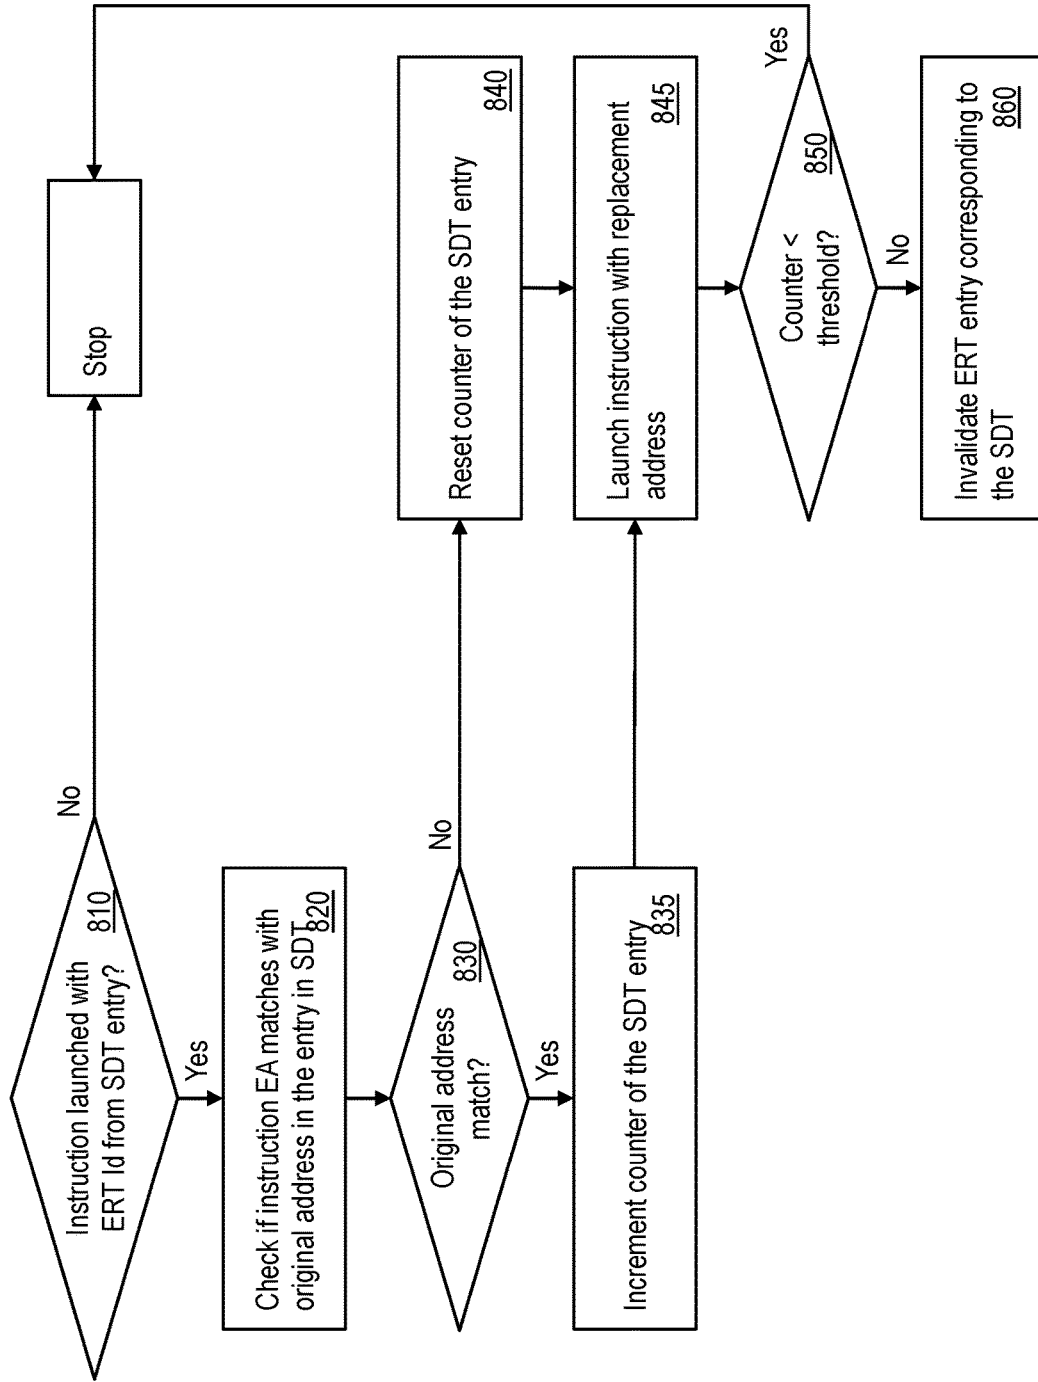 Instruction launched with
ERT Id from SDT entry?
810
No
Stop
Yes
Check if instruction EA matches with
original address in the entry in SDT
820
Original address
match?
830
No
Reset counter of the SDT entry
840
Yes
Increment counter of the SDT entry
835
Launch instruction with replacement
address
845
Counter <
threshold?
850
Yes
No
Invalidate ERT entry corresponding to
the SDT
860